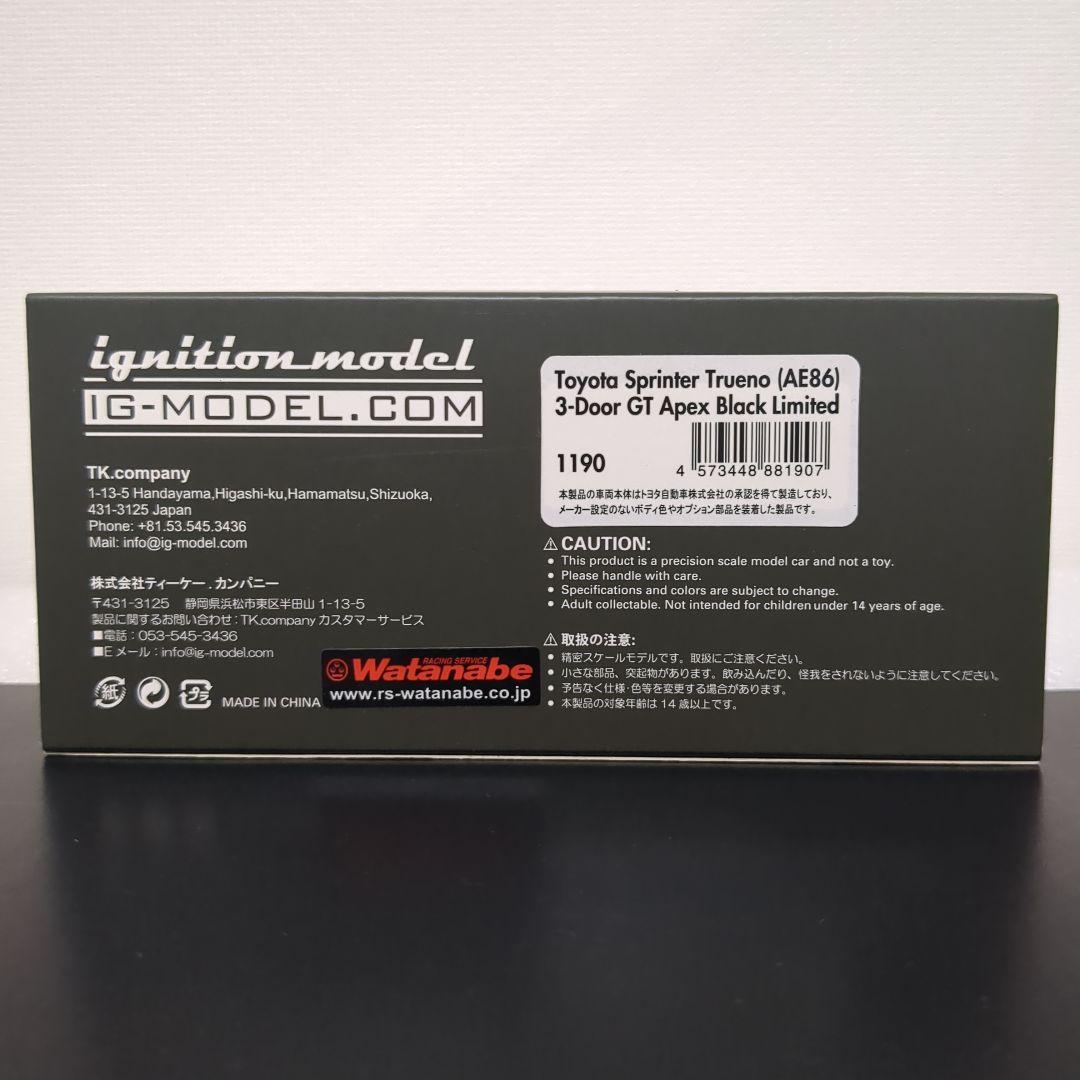 ignition model
IG-MODEL.COM
TK.company
1-13-5 Handayama,Higashi-ku,Hamamatsu,Shizuoka,
431-3125 Japan
Phone: +81.53.545.3436
Mail: info@ig-model.com
株式会社ティーケー.カンパニー
〒431-3125 静岡県浜松市東区半田山1-13-5
製品に関するお問い合わせ:TK.company カスタマーサービス
■電話:053-545-3436
■Eメール:info@ig-model.com
紙 プラ MADE IN CHINA
RACING SERVICE
Watanabe
www.rs-watanabe.co.jp
Toyota Sprinter Trueno (AE86)
3-Door GT Apex Black Limited
1190
4 573448 881907
本製品の車両本体はトヨタ自動車株式会社の承認を得て製造しており、
メーカー設定のないボディ色やオプション部品を装着した製品です。
⚠ CAUTION:
• This product is a precision scale model car and not a toy.
• Please handle with care.
• Specifications and colors are subject to change.
• Adult collectable. Not intended for children under 14 years of age.
⚠ 取扱の注意:
• 精密スケールモデルです。取扱にご注意ください。
• 小さな部品、突起物があります。飲み込んだり、怪我をされないように注意してください。
• 予告なく仕様・色等を変更する場合があります。
• 本製品の対象年齢は14歳以上です。